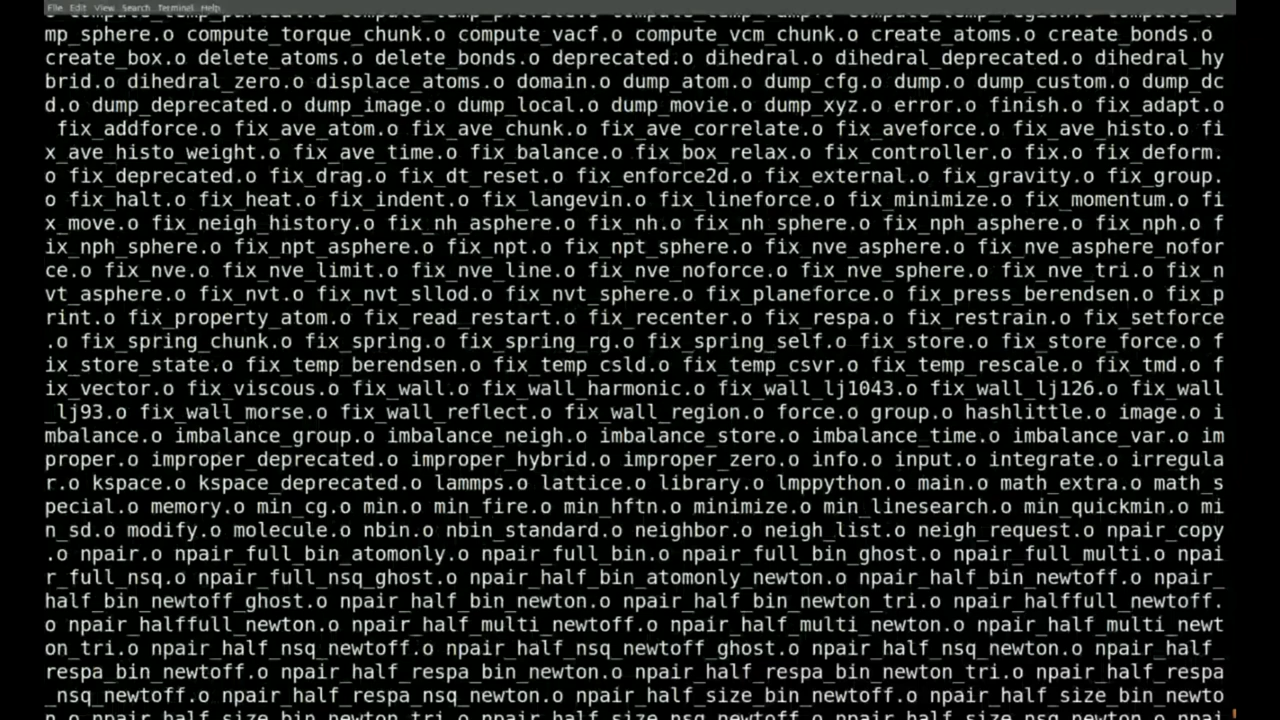 File Edit View Search Terminal Help
mp_sphere.o compute_torque_chunk.o compute_vacf.o compute_vcm_chunk.o create_atoms.o create_bonds.o
create_box.o delete_atoms.o delete_bonds.o deprecated.o dihedral.o dihedral_deprecated.o dihedral_hy
brid.o dihedral_zero.o displace_atoms.o domain.o dump_atom.o dump_cfg.o dump.o dump_custom.o dump_dc
d.o dump_deprecated.o dump_image.o dump_local.o dump_movie.o dump_xyz.o error.o finish.o fix_adapt.o
fix_addforce.o fix_ave_atom.o fix_ave_chunk.o fix_ave_correlate.o fix_aveforce.o fix_ave_histo.o fi
x_ave_histo_weight.o fix_ave_time.o fix_balance.o fix_box_relax.o fix_controller.o fix.o fix_deform.
o fix_deprecated.o fix_drag.o fix_dt_reset.o fix_enforce2d.o fix_external.o fix_gravity.o fix_group.
o fix_halt.o fix_heat.o fix_indent.o fix_langevin.o fix_lineforce.o fix_minimize.o fix_momentum.o fi
x_move.o fix_neigh_history.o fix_nh_asphere.o fix_nh.o fix_nh_sphere.o fix_nph_asphere.o fix_nph.o f
ix_nph_sphere.o fix_npt_asphere.o fix_npt.o fix_npt_sphere.o fix_nve_asphere.o fix_nve_asphere_nofor
ce.o fix_nve.o fix_nve_limit.o fix_nve_line.o fix_nve_noforce.o fix_nve_sphere.o fix_nve_tri.o fix_n
vt_asphere.o fix_nvt.o fix_nvt_sllod.o fix_nvt_sphere.o fix_planeforce.o fix_press_berendsen.o fix_p
rint.o fix_property_atom.o fix_read_restart.o fix_recenter.o fix_respa.o fix_restrain.o fix_setforce
.o fix_spring_chunk.o fix_spring.o fix_spring_rg.o fix_spring_self.o fix_store.o fix_store_force.o f
ix_store_state.o fix_temp_berendsen.o fix_temp_csld.o fix_temp_csvr.o fix_temp_rescale.o fix_tmd.o f
ix_vector.o fix_viscous.o fix_wall.o fix_wall_harmonic.o fix_wall_lj1043.o fix_wall_lj126.o fix_wall
_lj93.o fix_wall_morse.o fix_wall_reflect.o fix_wall_region.o force.o group.o hashlittle.o image.o i
mbalance.o imbalance_group.o imbalance_neigh.o imbalance_store.o imbalance_time.o imbalance_var.o im
proper.o improper_deprecated.o improper_hybrid.o improper_zero.o info.o input.o integrate.o irregula
r.o kspace.o kspace_deprecated.o lammps.o lattice.o library.o lmppython.o main.o math_extra.o math_s
pecial.o memory.o min_cg.o min.o min_fire.o min_hftn.o minimize.o min_linesearch.o min_quickmin.o mi
n_sd.o modify.o molecule.o nbin.o nbin_standard.o neighbor.o neigh_list.o neigh_request.o npair_copy
.o npair.o npair_full_bin_atomonly.o npair_full_bin.o npair_full_bin_ghost.o npair_full_multi.o npai
r_full_nsq.o npair_full_nsq_ghost.o npair_half_bin_atomonly_newton.o npair_half_bin_newtoff.o npair_
half_bin_newtoff_ghost.o npair_half_bin_newton.o npair_half_bin_newton_tri.o npair_halffull_newtoff.
o npair_halffull_newton.o npair_half_multi_newtoff.o npair_half_multi_newton.o npair_half_multi_newt
on_tri.o npair_half_nsq_newtoff.o npair_half_nsq_newtoff_ghost.o npair_half_nsq_newton.o npair_half_
respa_bin_newtoff.o npair_half_respa_bin_newton.o npair_half_respa_bin_newton_tri.o npair_half_respa
_nsq_newtoff.o npair_half_respa_nsq_newton.o npair_half_size_bin_newtoff.o npair_half_size_bin_newto